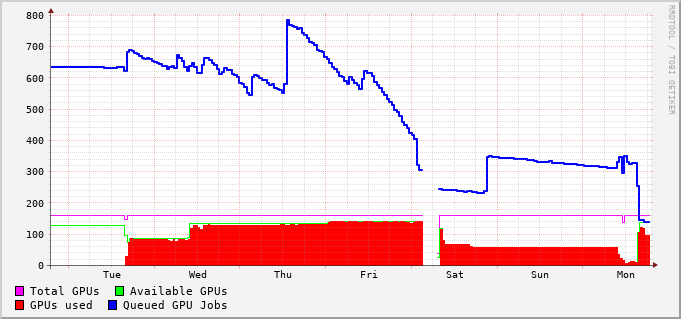 800
700
600
500
400
300
200
100
0
Tue Wed Thu Fri Sat Sun Mon
Total GPUs Available GPUs
GPUs used Queued GPU Jobs
RRDTOOL / TOBI OETIKER